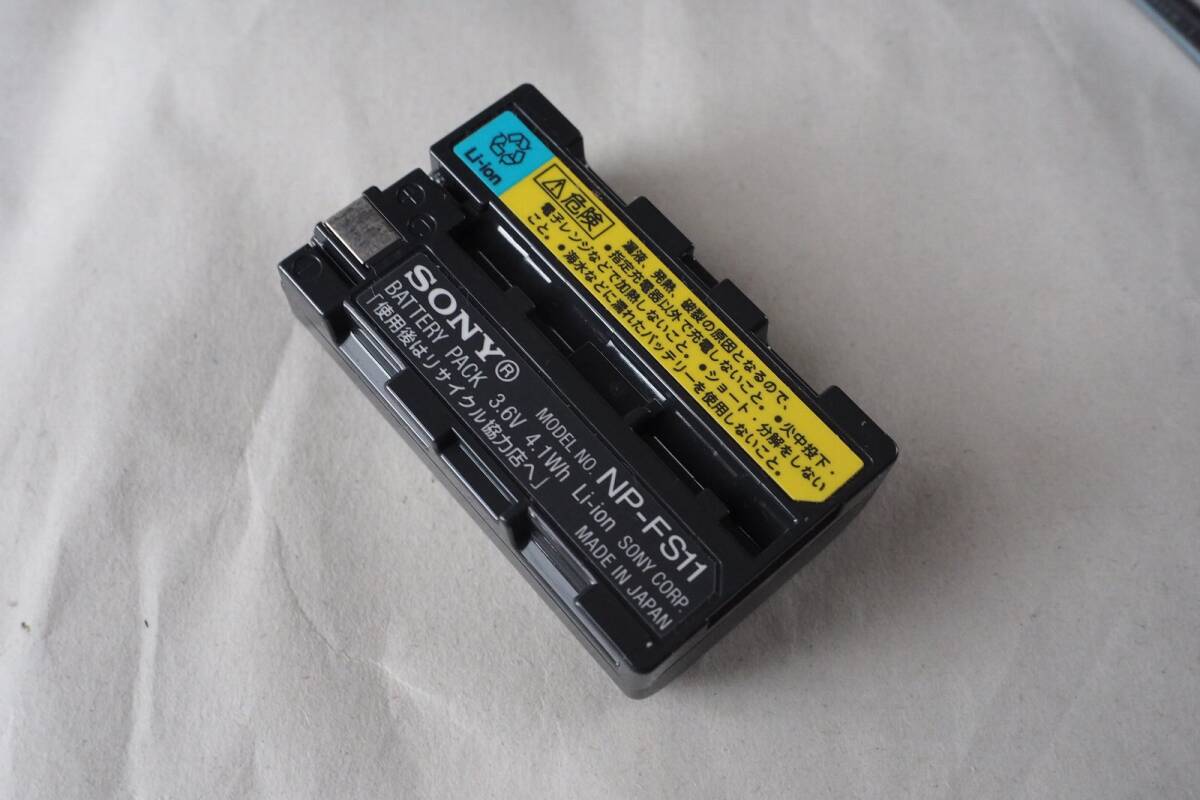 Li-ion
⚠危険
漏液、発熱、破裂の原因となるので、
•指定充電器以外で充電しないこと。•火中投下・
電子レンジなどで加熱しないこと。•ショート・分解をしない
こと。•海水などに濡れたバッテリーを使用しないこと。
SONY®
MODEL NO. NP-FS11
BATTERY PACK 3.6V 4.1Wh Li-ion SONY CORP.
「使用後はリサイクル協力店へ」 MADE IN JAPAN